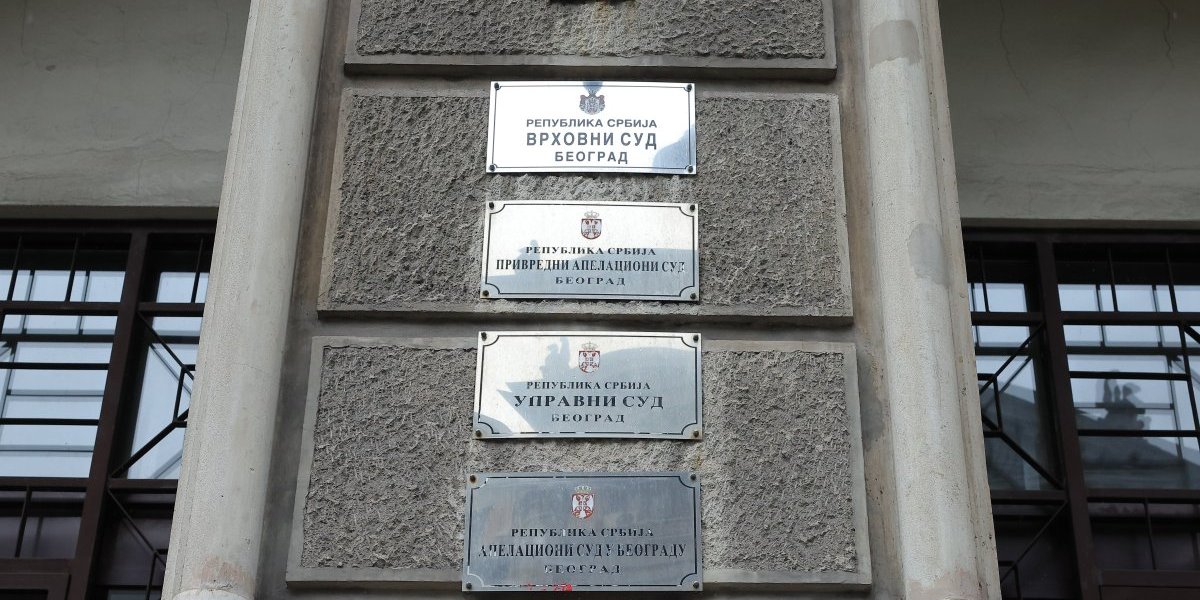 РЕПУБЛИКА СРБИЈА
ВРХОВНИ СУД
БЕОГРАД
РЕПУБЛИКА СРБИЈА
ПРИВРЕДНИ АПЕЛАЦИОНИ СУД
БЕОГРАД
РЕПУБЛИКА СРБИЈА
УПРАВНИ СУД
БЕОГРАД
РЕПУБЛИКА СРБИЈА
АПЕЛАЦИОНИ СУД У БЕОГРАДУ
БЕОГРАД